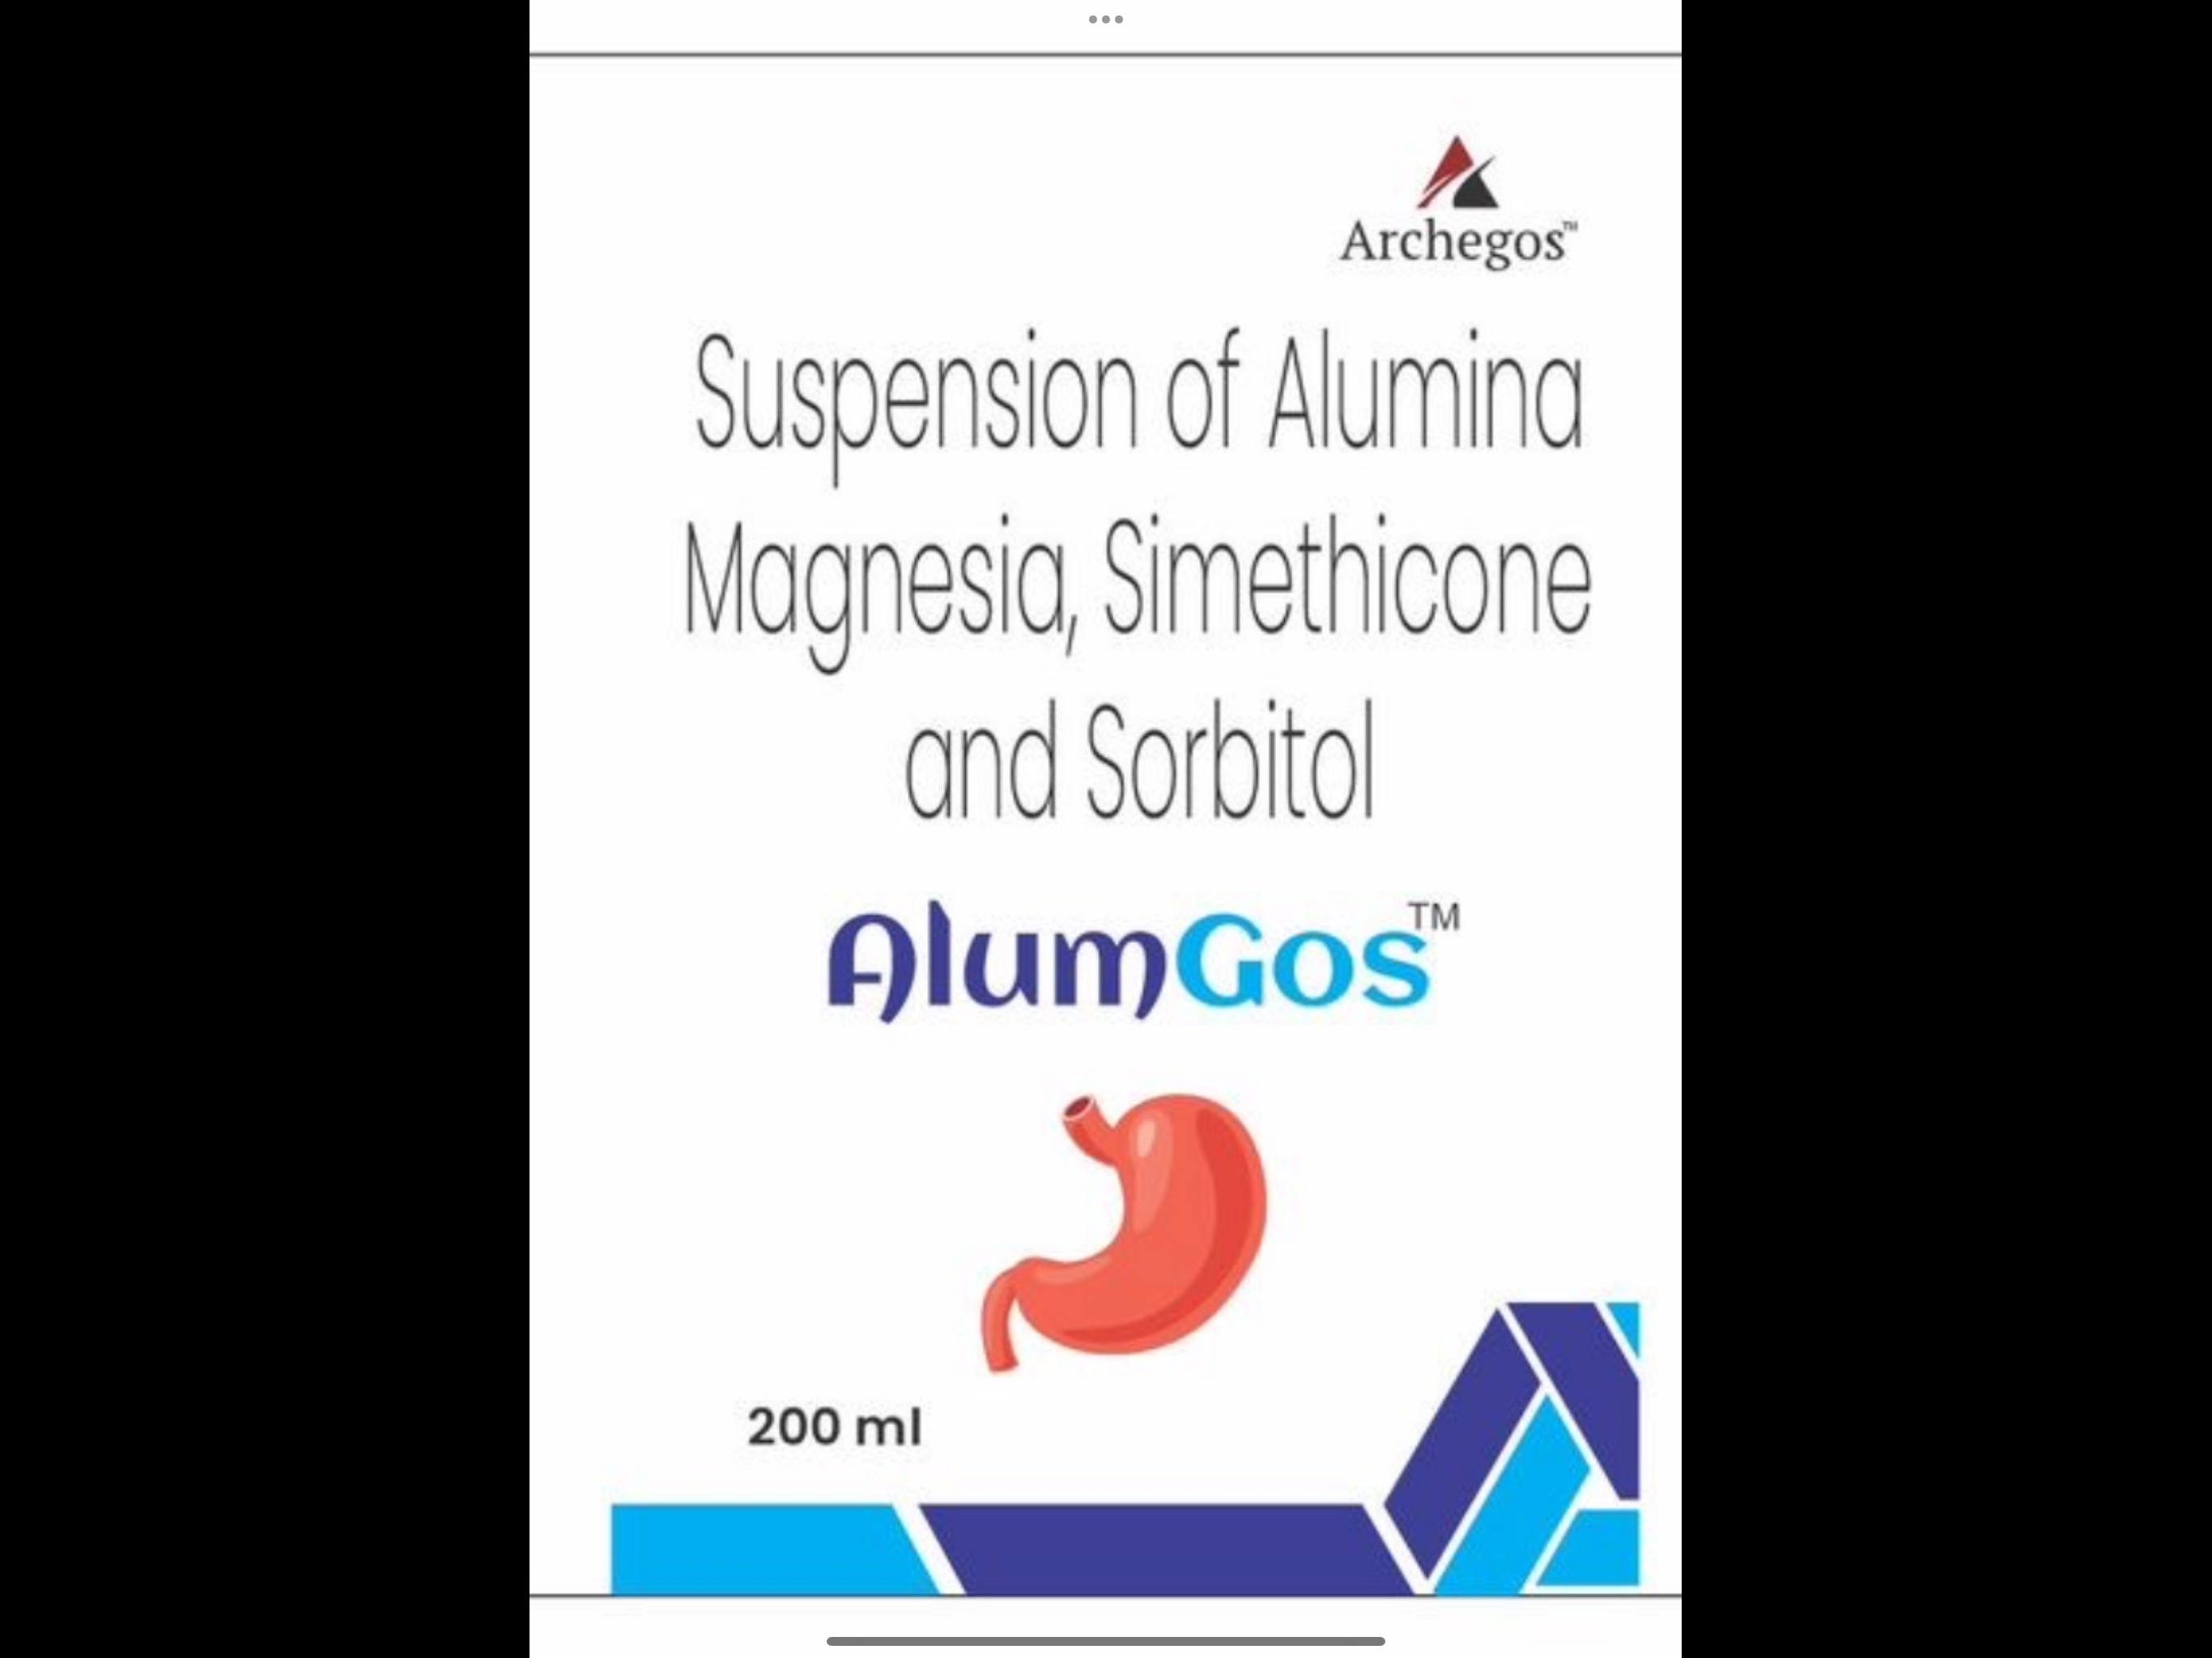 Archegos™
Suspension of Alumina
Magnesia, Simethicone
and Sorbitol
AlumGos™
200 ml